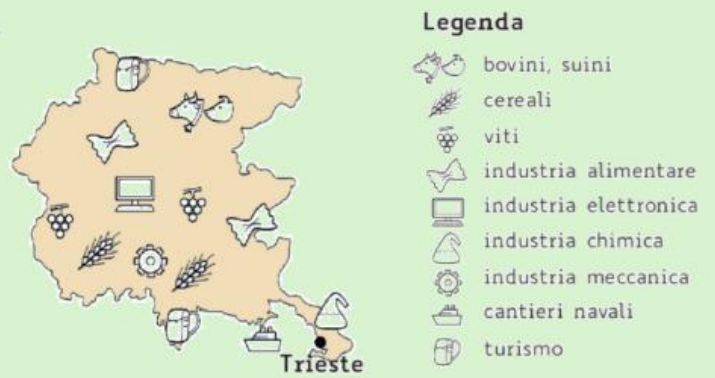 Legenda
bovini, suini
cereali
viti
industria alimentare
industria elettronica
industria chimica
industria meccanica
cantieri navali
turismo
Trieste